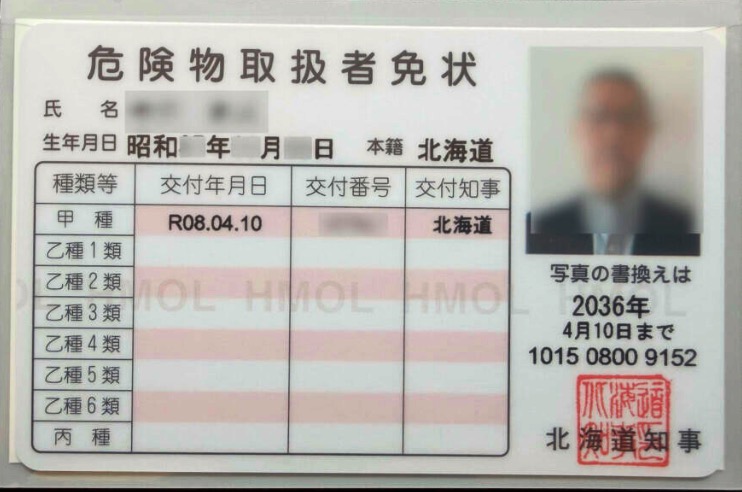 危険物取扱者免状
氏 名
生年月日 昭和 年 月 日 本籍 北海道
種類等 交付年月日 交付番号 交付知事
甲種 R08.04.10 北海道
乙種1類
乙種2類
乙種3類
乙種4類
乙種5類
乙種6類
丙種
HMOL HMOL HMOL HMOL
写真の書換えは
2036年
4月10日まで
1015 0800 9152
北海道知事